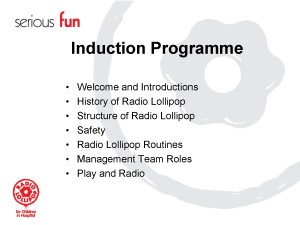 serious fun
Induction Programme
• Welcome and Introductions
• History of Radio Lollipop
• Structure of Radio Lollipop
• Safety
• Radio Lollipop Routines
• Management Team Roles
• Play and Radio
RADIO LOLLIPOP
for Children
in Hospital